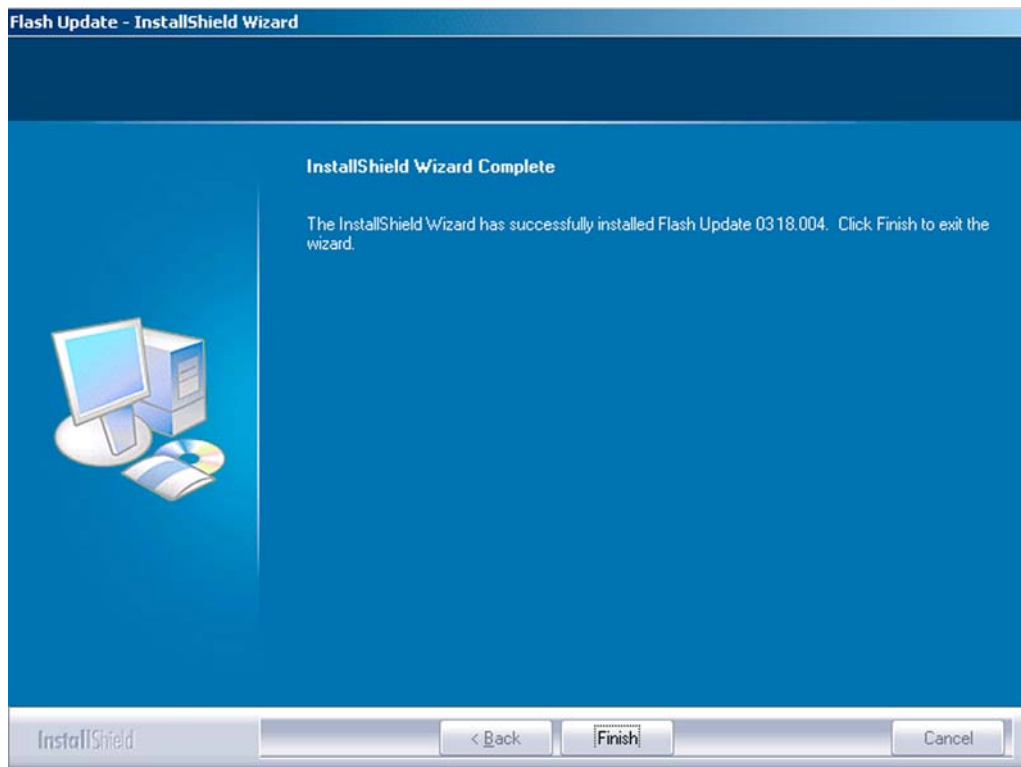 Flash Update - InstallShield Wizard
InstallShield Wizard Complete
The InstallShield Wizard has successfully installed Flash Update 0318.004. Click Finish to exit the
wizard.
InstallShield
< Back
Finish
Cancel